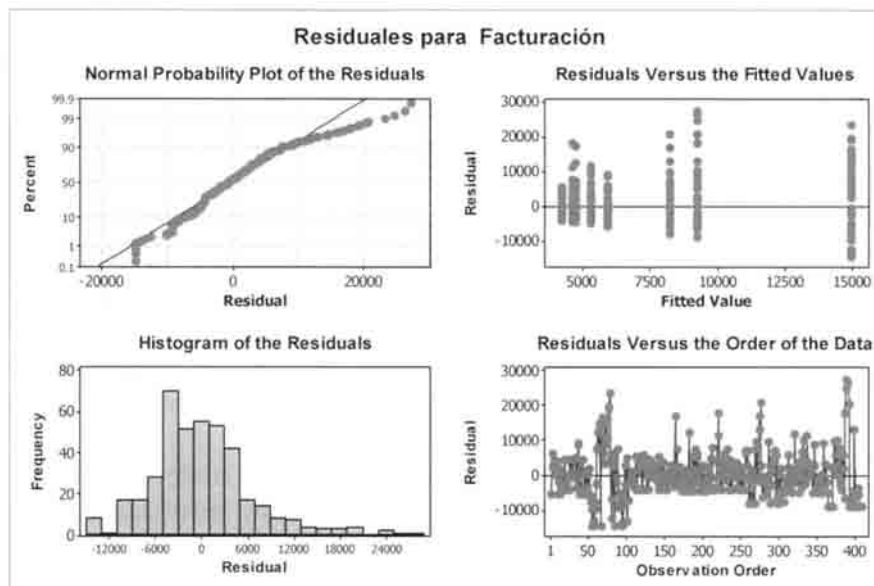 Residuales para Facturación
Normal Probability Plot of the Residuals
99.9
99
90
50
10
1
0.1
Percent
-20000 0 20000
Residual
Residuals Versus the Fitted Values
30000
20000
10000
0
-10000
Residual
5000 7500 10000 12500 15000
Fitted Value
Histogram of the Residuals
80
60
40
20
0
Frequency
-12000 -6000 0 6000 12000 24000
Residual
Residuals Versus the Order of the Data
30000
20000
10000
0
-10000
Residual
1 50 100 150 200 250 300 350 400
Observation Order